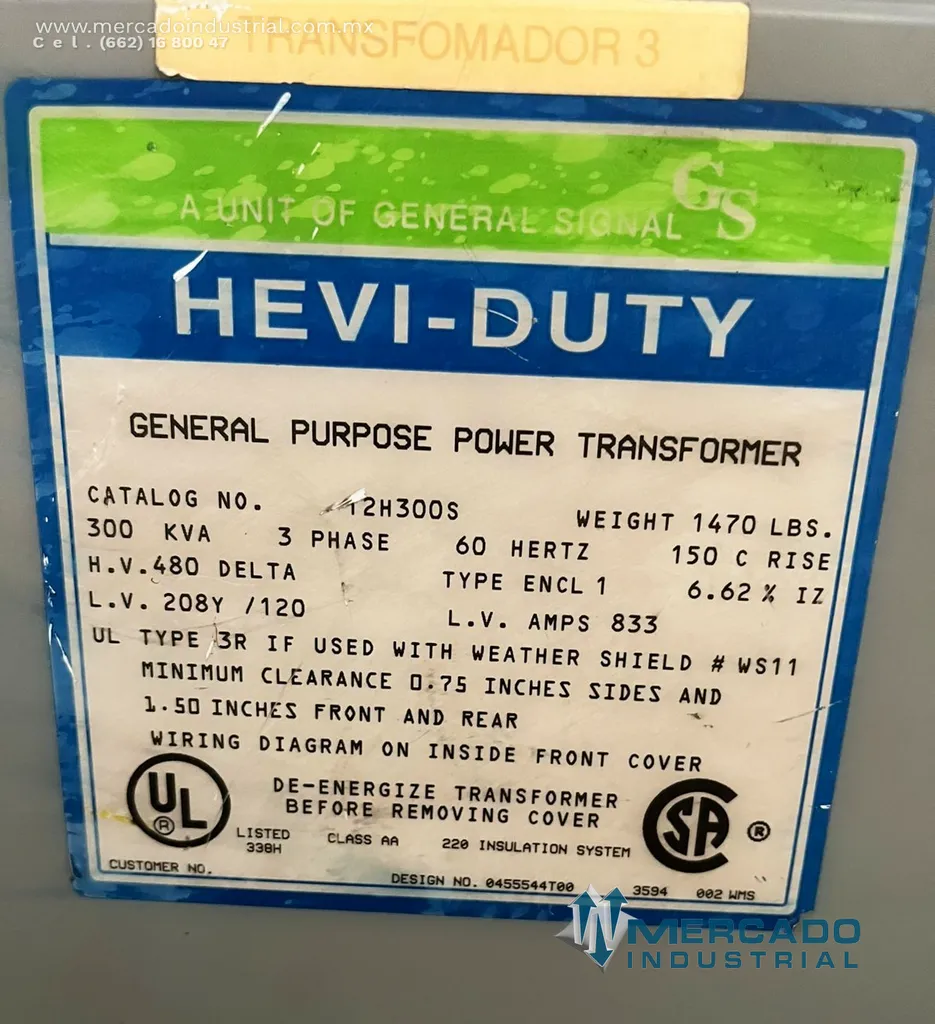 www.mercadoindustrial.com.mx
Cel. (662) 16 800 47
TRANSFOMADOR 3
GS
A UNIT OF GENERAL SIGNAL
HEVI-DUTY
GENERAL PURPOSE POWER TRANSFORMER
CATALOG NO. T2H300S WEIGHT 1470 LBS.
300 KVA 3 PHASE 60 HERTZ 150 C RISE
H.V.480 DELTA TYPE ENCL 1 6.62 % IZ
L.V. 208Y /120 L.V. AMPS 833
UL TYPE 3R IF USED WITH WEATHER SHIELD # WS11
MINIMUM CLEARANCE 0.75 INCHES SIDES AND
1.50 INCHES FRONT AND REAR
WIRING DIAGRAM ON INSIDE FRONT COVER
DE-ENERGIZE TRANSFORMER
BEFORE REMOVING COVER
UL ®
SA ®
LISTED
338H
CLASS AA 220 INSULATION SYSTEM
CUSTOMER NO.
DESIGN NO. 0455544T00 3594 002 WMS
MERCADO
INDUSTRIAL